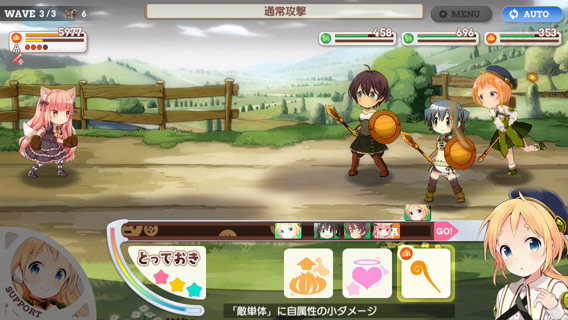 WAVE 3/3
6
通常攻撃
MENU
AUTO
5977
A
458
696
353
GO!
A
とっておき
SUPPORT
「敵単体」に自属性の小ダメージ